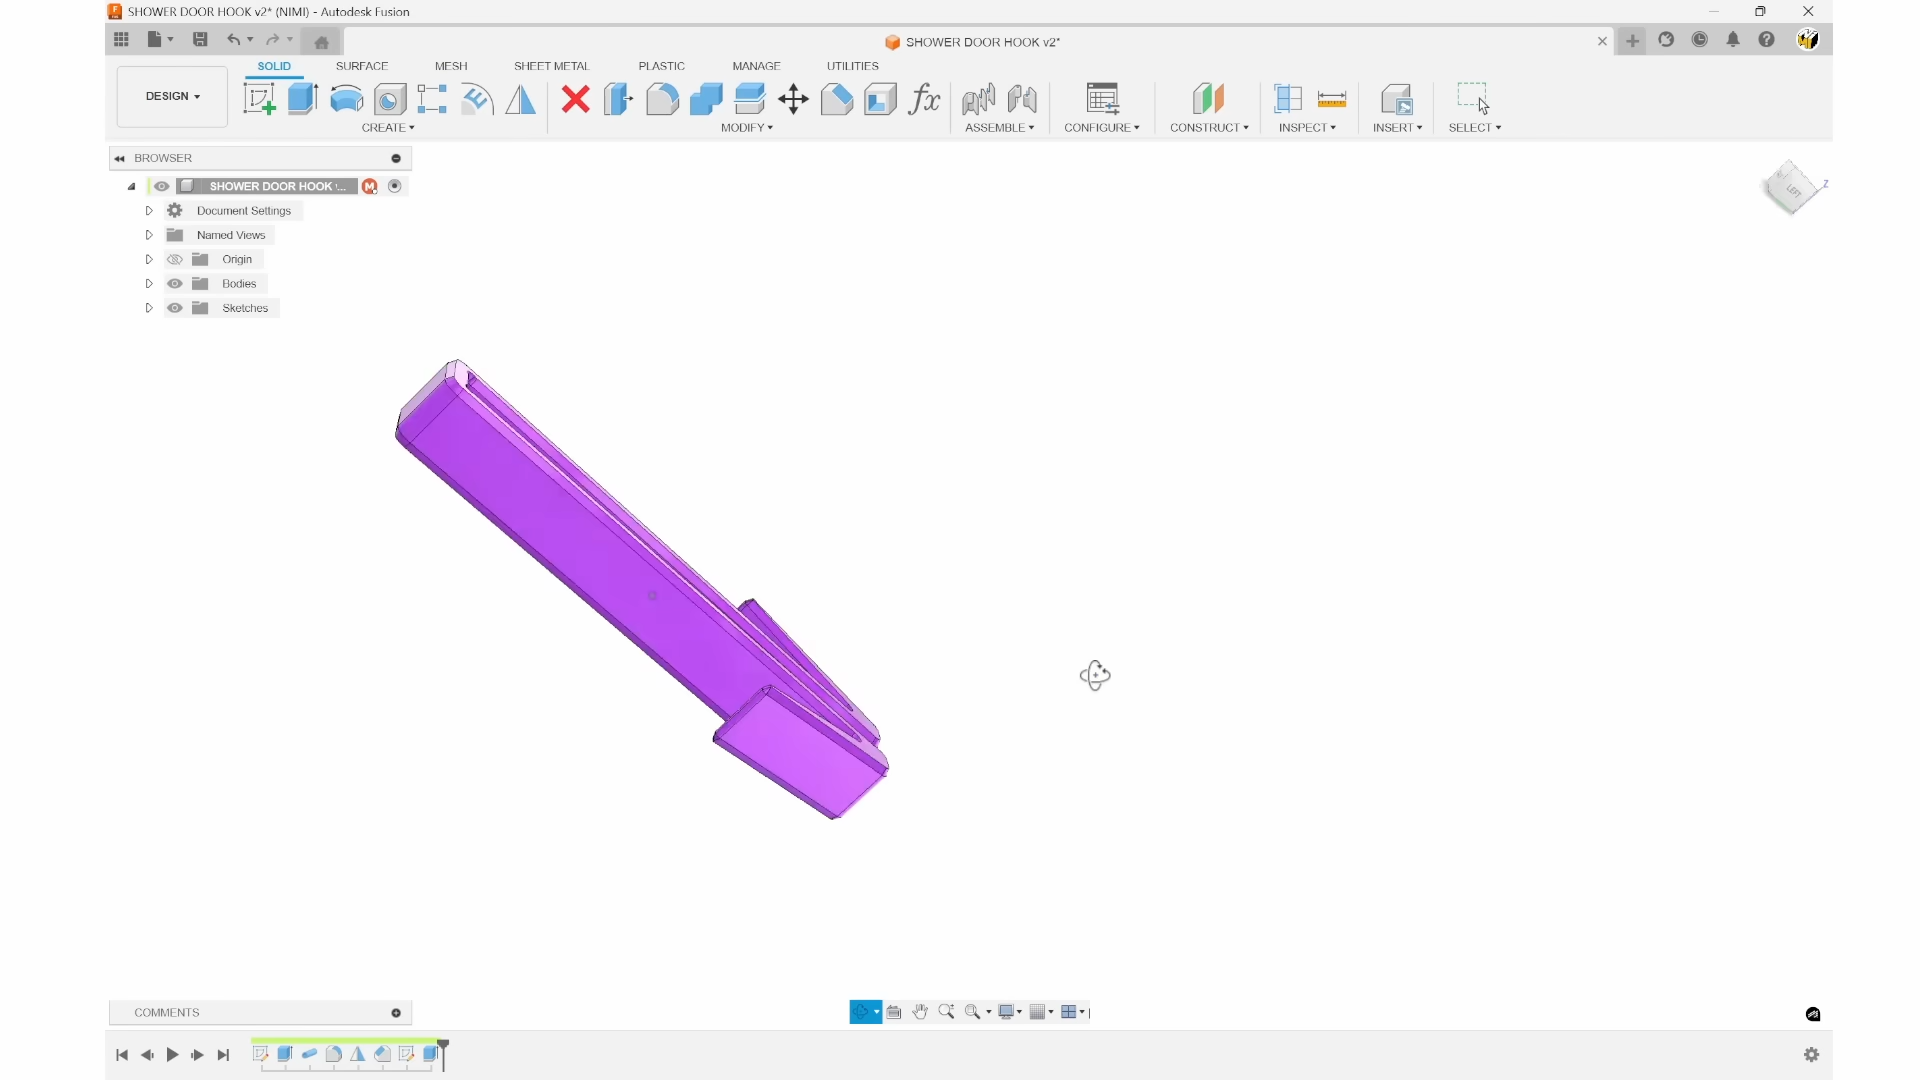 SHOWER DOOR HOOK v2* (NIMI) - Autodesk Fusion
SHOWER DOOR HOOK v2*
SOLID SURFACE MESH SHEET METAL PLASTIC MANAGE UTILITIES
DESIGN
fx
CREATE MODIFY ASSEMBLE CONFIGURE CONSTRUCT INSPECT INSERT SELECT
BROWSER
SHOWER DOOR HOOK
M
Document Settings
Named Views
Origin
Bodies
Sketches
LEFT
Z
COMMENTS